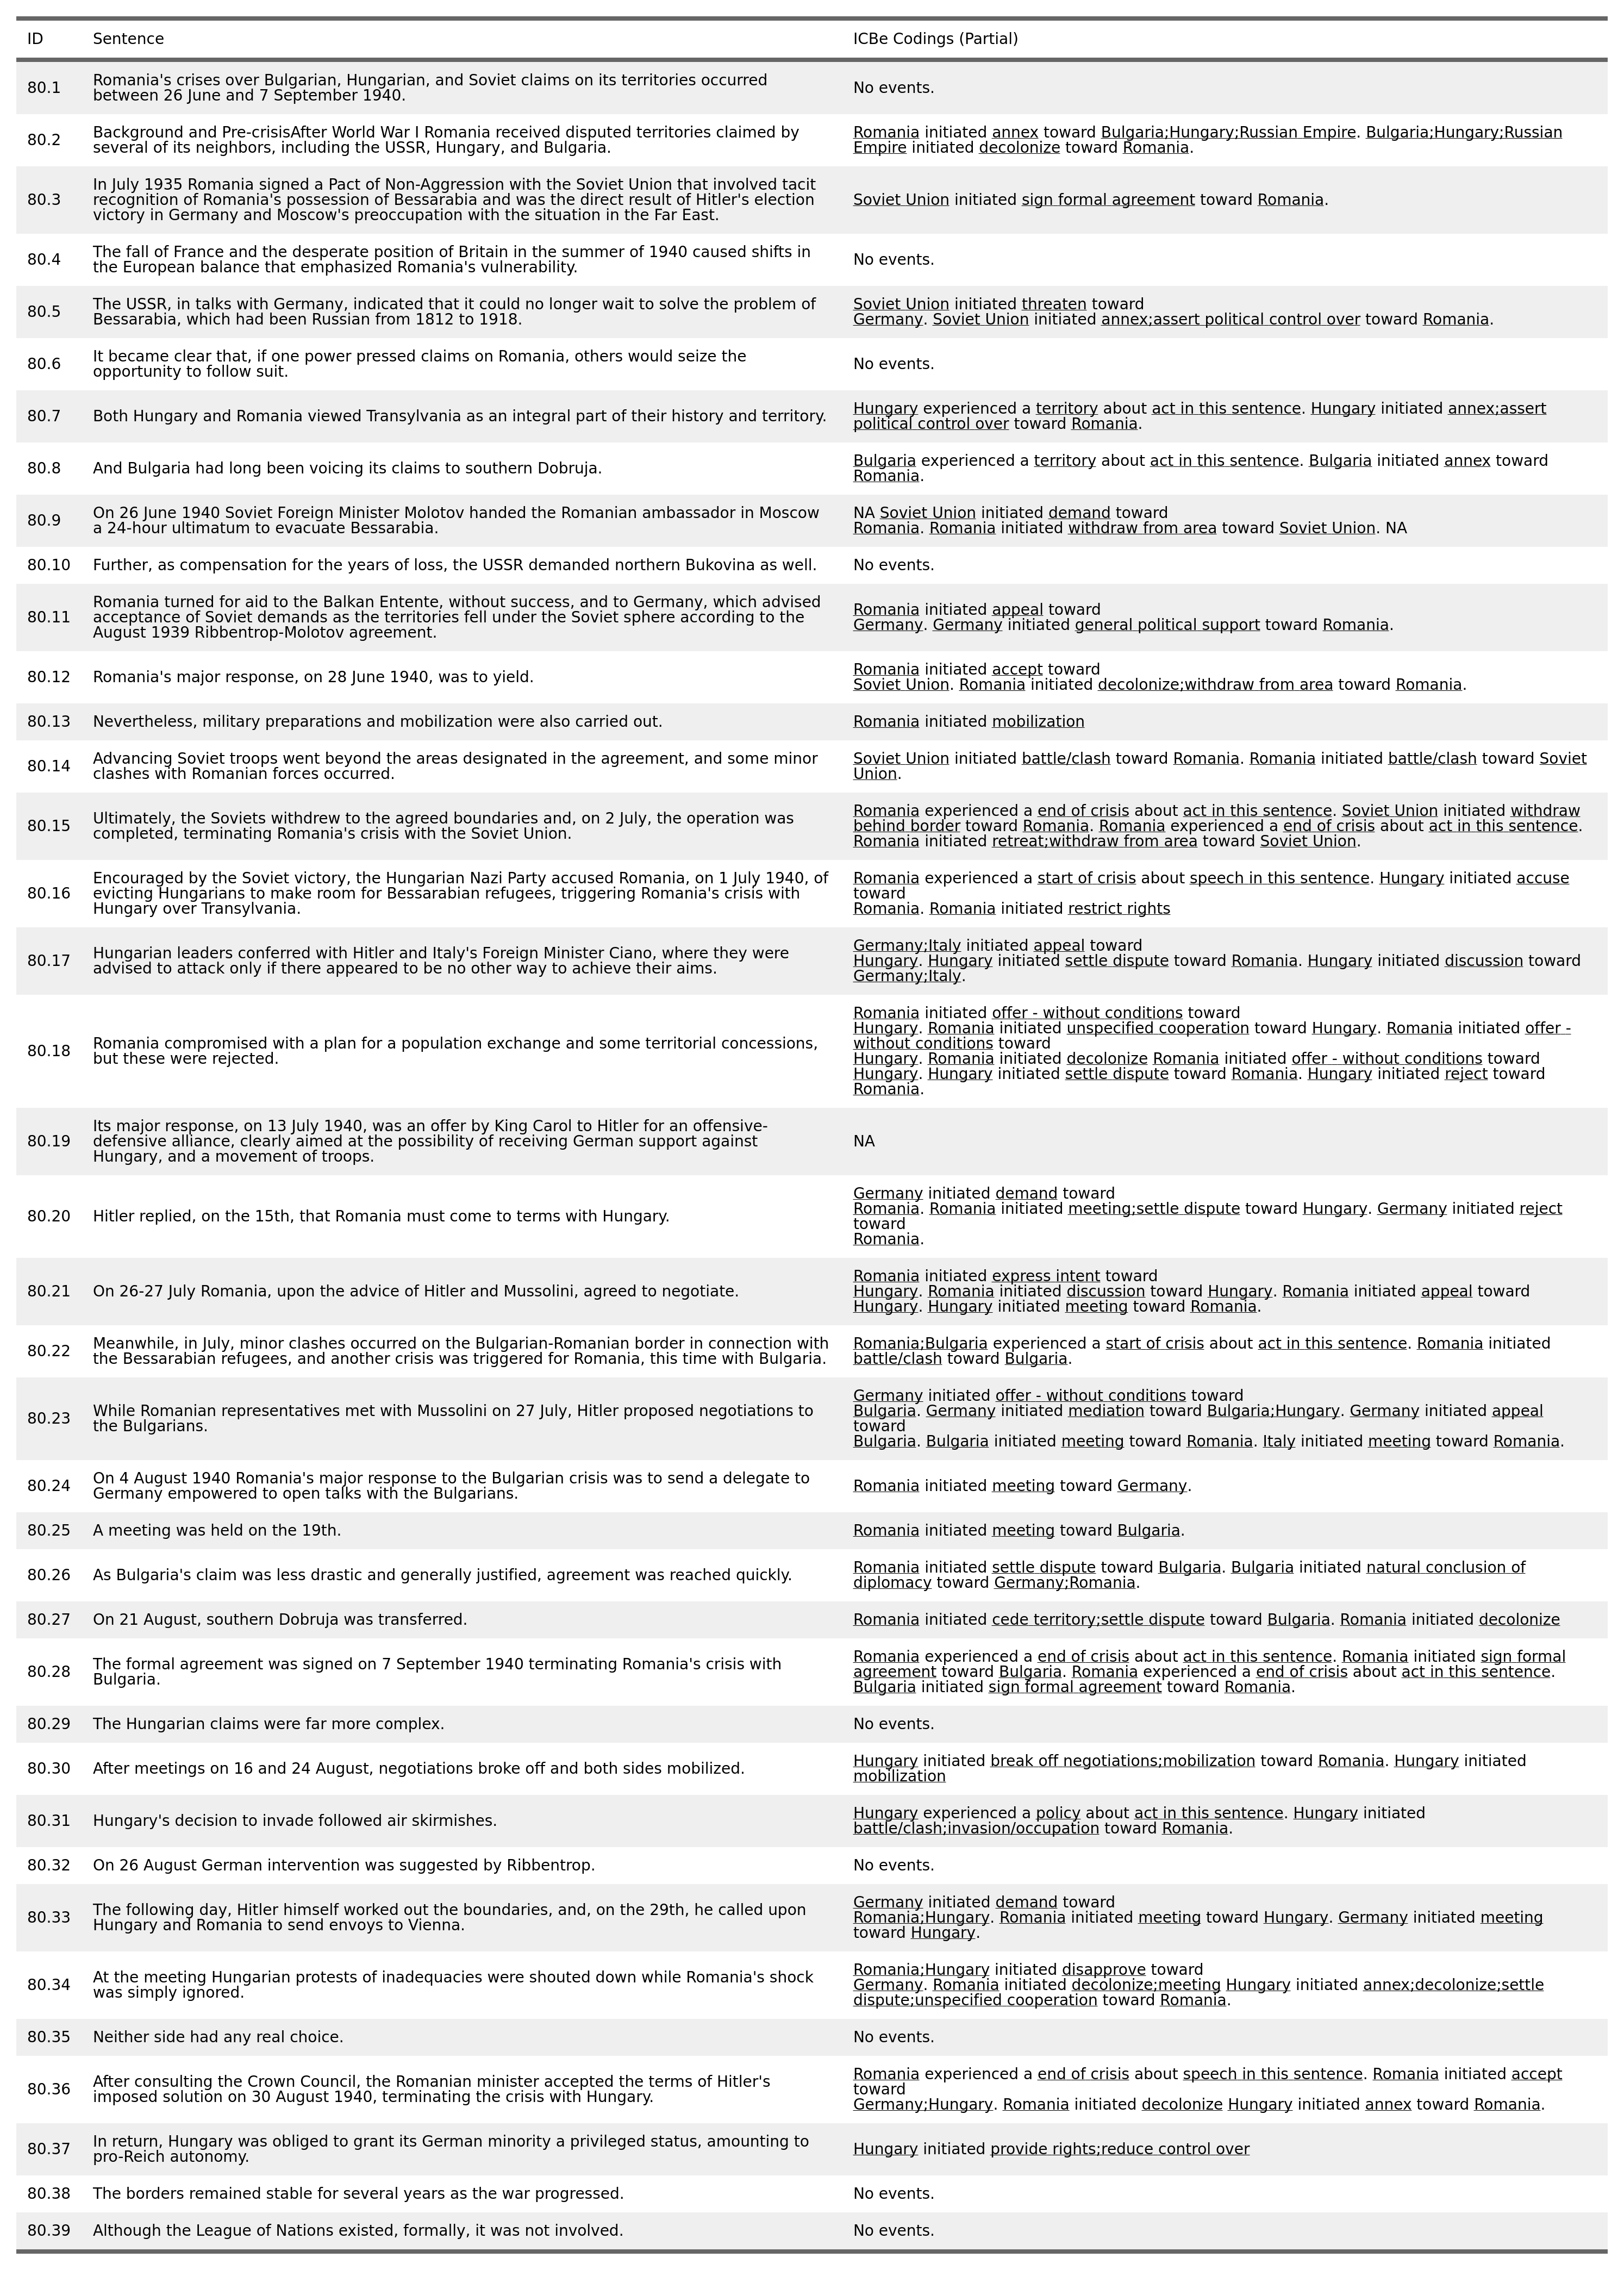 ID Sentence ICBe Codings (Partial)
80.1 Romania's crises over Bulgarian, Hungarian, and Soviet claims on its territories occurred
between 26 June and 7 September 1940.
No events.
80.2 Background and Pre-crisisAfter World War I Romania received disputed territories claimed by
several of its neighbors, including the USSR, Hungary, and Bulgaria.
Romania initiated annex toward Bulgaria;Hungary;Russian Empire. Bulgaria;Hungary;Russian
Empire initiated decolonize toward Romania.
80.3 In July 1935 Romania signed a Pact of Non-Aggression with the Soviet Union that involved tacit
recognition of Romania's possession of Bessarabia and was the direct result of Hitler's election
victory in Germany and Moscow's preoccupation with the situation in the Far East.
Soviet Union initiated sign formal agreement toward Romania.
80.4 The fall of France and the desperate position of Britain in the summer of 1940 caused shifts in
the European balance that emphasized Romania's vulnerability.
No events.
80.5 The USSR, in talks with Germany, indicated that it could no longer wait to solve the problem of
Bessarabia, which had been Russian from 1812 to 1918.
Soviet Union initiated threaten toward
Germany. Soviet Union initiated annex;assert political control over toward Romania.
80.6 It became clear that, if one power pressed claims on Romania, others would seize the
opportunity to follow suit.
No events.
80.7 Both Hungary and Romania viewed Transylvania as an integral part of their history and territory.
Hungary experienced a territory about act in this sentence. Hungary initiated annex;assert
political control over toward Romania.
80.8 And Bulgaria had long been voicing its claims to southern Dobruja.
Bulgaria experienced a territory about act in this sentence. Bulgaria initiated annex toward
Romania.
80.9 On 26 June 1940 Soviet Foreign Minister Molotov handed the Romanian ambassador in Moscow
a 24-hour ultimatum to evacuate Bessarabia.
NA Soviet Union initiated demand toward
Romania. Romania initiated withdraw from area toward Soviet Union. NA
80.10 Further, as compensation for the years of loss, the USSR demanded northern Bukovina as well.
No events.
80.11 Romania turned for aid to the Balkan Entente, without success, and to Germany, which advised
acceptance of Soviet demands as the territories fell under the Soviet sphere according to the
August 1939 Ribbentrop-Molotov agreement.
Romania initiated appeal toward
Germany. Germany initiated general political support toward Romania.
80.12 Romania's major response, on 28 June 1940, was to yield.
Romania initiated accept toward
Soviet Union. Romania initiated decolonize;withdraw from area toward Romania.
80.13 Nevertheless, military preparations and mobilization were also carried out.
Romania initiated mobilization
80.14 Advancing Soviet troops went beyond the areas designated in the agreement, and some minor
clashes with Romanian forces occurred.
Soviet Union initiated battle/clash toward Romania. Romania initiated battle/clash toward Soviet
Union.
80.15 Ultimately, the Soviets withdrew to the agreed boundaries and, on 2 July, the operation was
completed, terminating Romania's crisis with the Soviet Union.
Romania experienced a end of crisis about act in this sentence. Soviet Union initiated withdraw
behind border toward Romania. Romania experienced a end of crisis about act in this sentence.
Romania initiated retreat;withdraw from area toward Soviet Union.
80.16 Encouraged by the Soviet victory, the Hungarian Nazi Party accused Romania, on 1 July 1940, of
evicting Hungarians to make room for Bessarabian refugees, triggering Romania's crisis with
Hungary over Transylvania.
Romania experienced a start of crisis about speech in this sentence. Hungary initiated accuse
toward
Romania. Romania initiated restrict rights
80.17 Hungarian leaders conferred with Hitler and Italy's Foreign Minister Ciano, where they were
advised to attack only if there appeared to be no other way to achieve their aims.
Germany;Italy initiated appeal toward
Hungary. Hungary initiated settle dispute toward Romania. Hungary initiated discussion toward
Germany;Italy.
80.18 Romania compromised with a plan for a population exchange and some territorial concessions,
but these were rejected.
Romania initiated offer - without conditions toward
Hungary. Romania initiated unspecified cooperation toward Hungary. Romania initiated offer -
without conditions toward
Hungary. Romania initiated decolonize Romania initiated offer - without conditions toward
Hungary. Hungary initiated settle dispute toward Romania. Hungary initiated reject toward
Romania.
80.19 Its major response, on 13 July 1940, was an offer by King Carol to Hitler for an offensive-
defensive alliance, clearly aimed at the possibility of receiving German support against
Hungary, and a movement of troops.
NA
80.20 Hitler replied, on the 15th, that Romania must come to terms with Hungary.
Germany initiated demand toward
Romania. Romania initiated meeting;settle dispute toward Hungary. Germany initiated reject
toward
Romania.
80.21 On 26-27 July Romania, upon the advice of Hitler and Mussolini, agreed to negotiate.
Romania initiated express intent toward
Hungary. Romania initiated discussion toward Hungary. Romania initiated appeal toward
Hungary. Hungary initiated meeting toward Romania.
80.22 Meanwhile, in July, minor clashes occurred on the Bulgarian-Romanian border in connection with
the Bessarabian refugees, and another crisis was triggered for Romania, this time with Bulgaria.
Romania;Bulgaria experienced a start of crisis about act in this sentence. Romania initiated
battle/clash toward Bulgaria.
80.23 While Romanian representatives met with Mussolini on 27 July, Hitler proposed negotiations to
the Bulgarians.
Germany initiated offer - without conditions toward
Bulgaria. Germany initiated mediation toward Bulgaria;Hungary. Germany initiated appeal
toward
Bulgaria. Bulgaria initiated meeting toward Romania. Italy initiated meeting toward Romania.
80.24 On 4 August 1940 Romania's major response to the Bulgarian crisis was to send a delegate to
Germany empowered to open talks with the Bulgarians.
Romania initiated meeting toward Germany.
80.25 A meeting was held on the 19th.
Romania initiated meeting toward Bulgaria.
80.26 As Bulgaria's claim was less drastic and generally justified, agreement was reached quickly.
Romania initiated settle dispute toward Bulgaria. Bulgaria initiated natural conclusion of
diplomacy toward Germany;Romania.
80.27 On 21 August, southern Dobruja was transferred.
Romania initiated cede territory;settle dispute toward Bulgaria. Romania initiated decolonize
80.28 The formal agreement was signed on 7 September 1940 terminating Romania's crisis with
Bulgaria.
Romania experienced a end of crisis about act in this sentence. Romania initiated sign formal
agreement toward Bulgaria. Romania experienced a end of crisis about act in this sentence.
Bulgaria initiated sign formal agreement toward Romania.
80.29 The Hungarian claims were far more complex.
No events.
80.30 After meetings on 16 and 24 August, negotiations broke off and both sides mobilized.
Hungary initiated break off negotiations;mobilization toward Romania. Hungary initiated
mobilization
80.31 Hungary's decision to invade followed air skirmishes.
Hungary experienced a policy about act in this sentence. Hungary initiated
battle/clash;invasion/occupation toward Romania.
80.32 On 26 August German intervention was suggested by Ribbentrop.
No events.
80.33 The following day, Hitler himself worked out the boundaries, and, on the 29th, he called upon
Hungary and Romania to send envoys to Vienna.
Germany initiated demand toward
Romania;Hungary. Romania initiated meeting toward Hungary. Germany initiated meeting
toward Hungary.
80.34 At the meeting Hungarian protests of inadequacies were shouted down while Romania's shock
was simply ignored.
Romania;Hungary initiated disapprove toward
Germany. Romania initiated decolonize;meeting Hungary initiated annex;decolonize;settle
dispute;unspecified cooperation toward Romania.
80.35 Neither side had any real choice.
No events.
80.36 After consulting the Crown Council, the Romanian minister accepted the terms of Hitler's
imposed solution on 30 August 1940, terminating the crisis with Hungary.
Romania experienced a end of crisis about speech in this sentence. Romania initiated accept
toward
Germany;Hungary. Romania initiated decolonize Hungary initiated annex toward Romania.
80.37 In return, Hungary was obliged to grant its German minority a privileged status, amounting to
pro-Reich autonomy.
Hungary initiated provide rights;reduce control over
80.38 The borders remained stable for several years as the war progressed.
No events.
80.39 Although the League of Nations existed, formally, it was not involved.
No events.